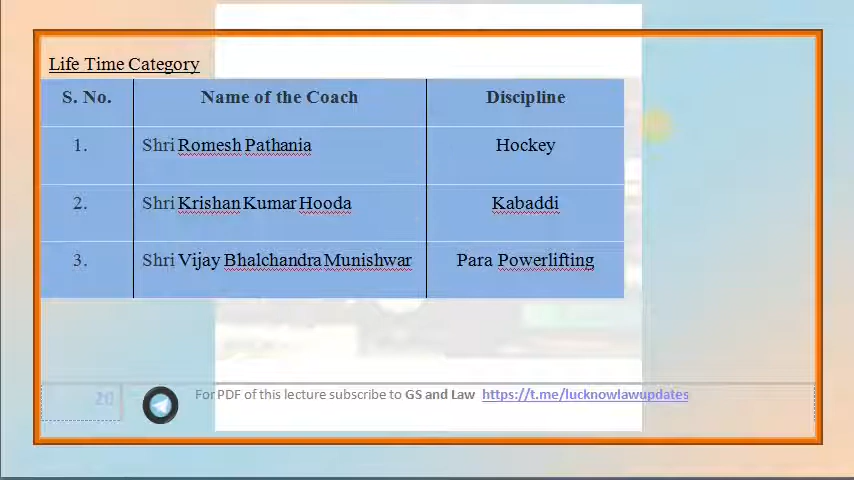 Life Time Category
S. No. Name of the Coach Discipline
1. Shri Romesh Pathania Hockey
2. Shri Krishan Kumar Hooda Kabaddi
3. Shri Vijay Bhalchandra Munishwar Para Powerlifting
20 For PDF of this lecture subscribe to GS and Law https://t.me/lucknowlawupdates